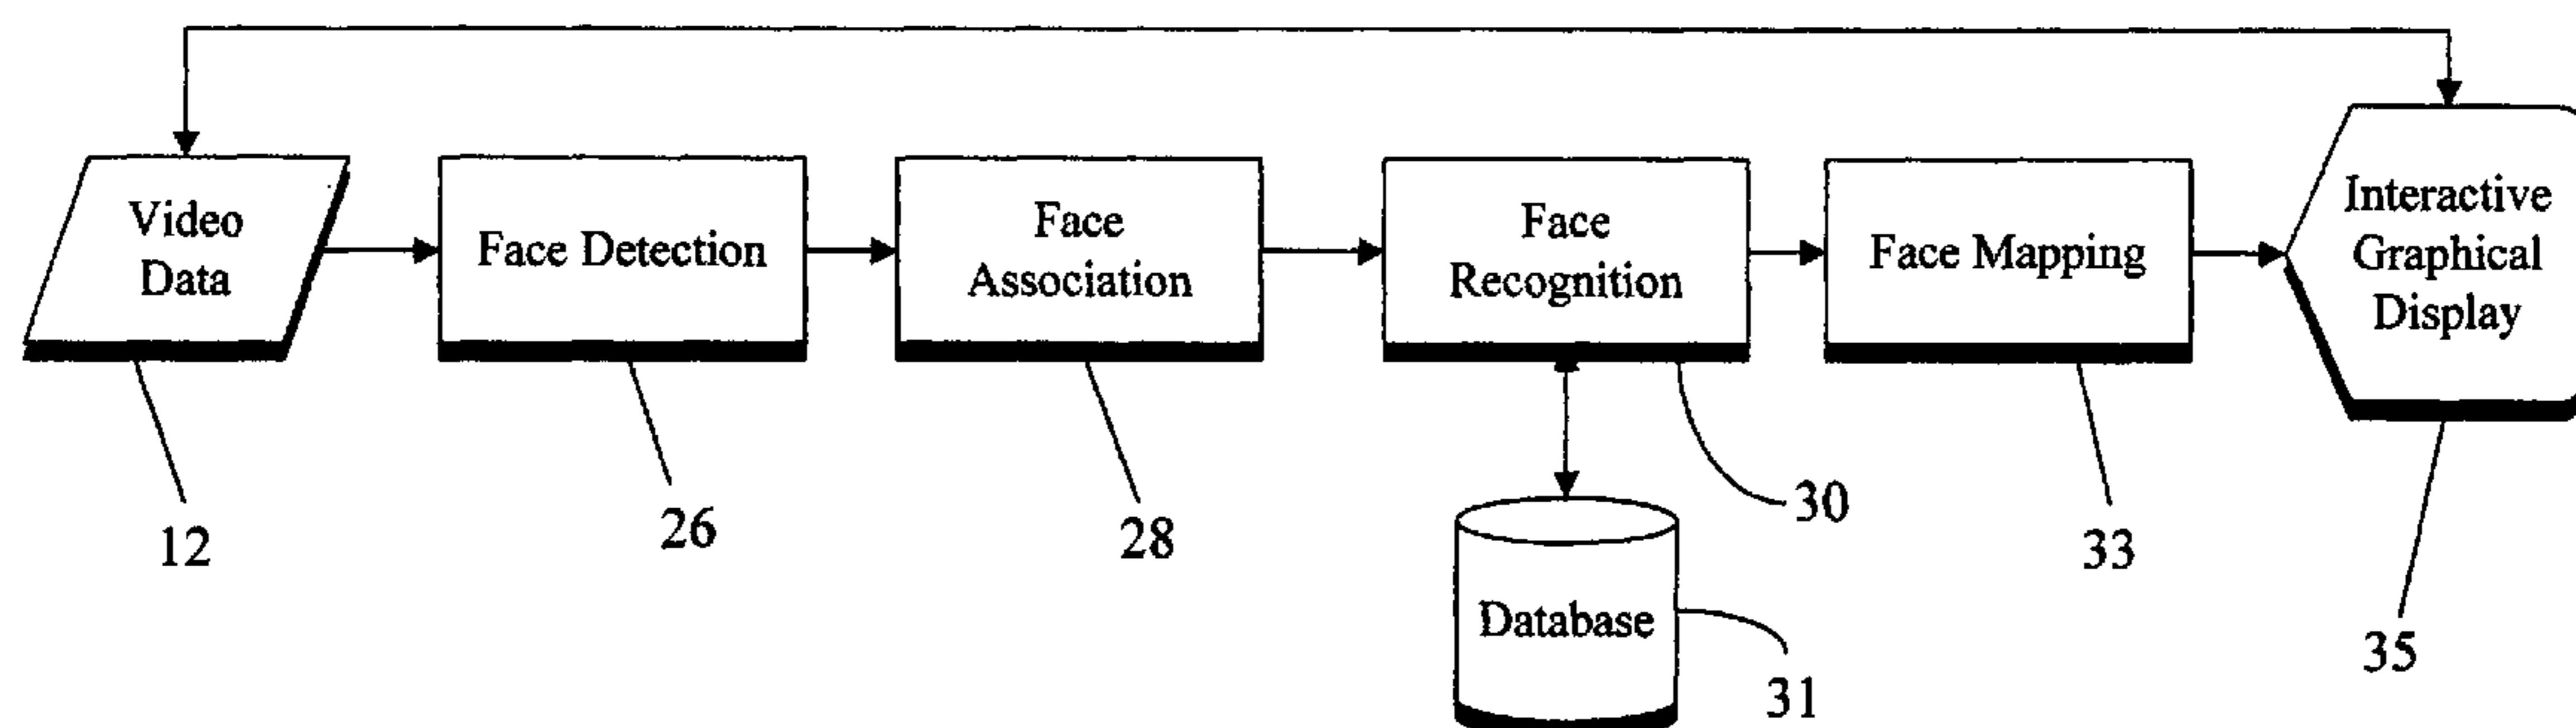 Video
Data
Face Detection
Face
Association
Face
Recognition
Face Mapping
Interactive
Graphical
Display
Database
12
26
28
30
31
33
35